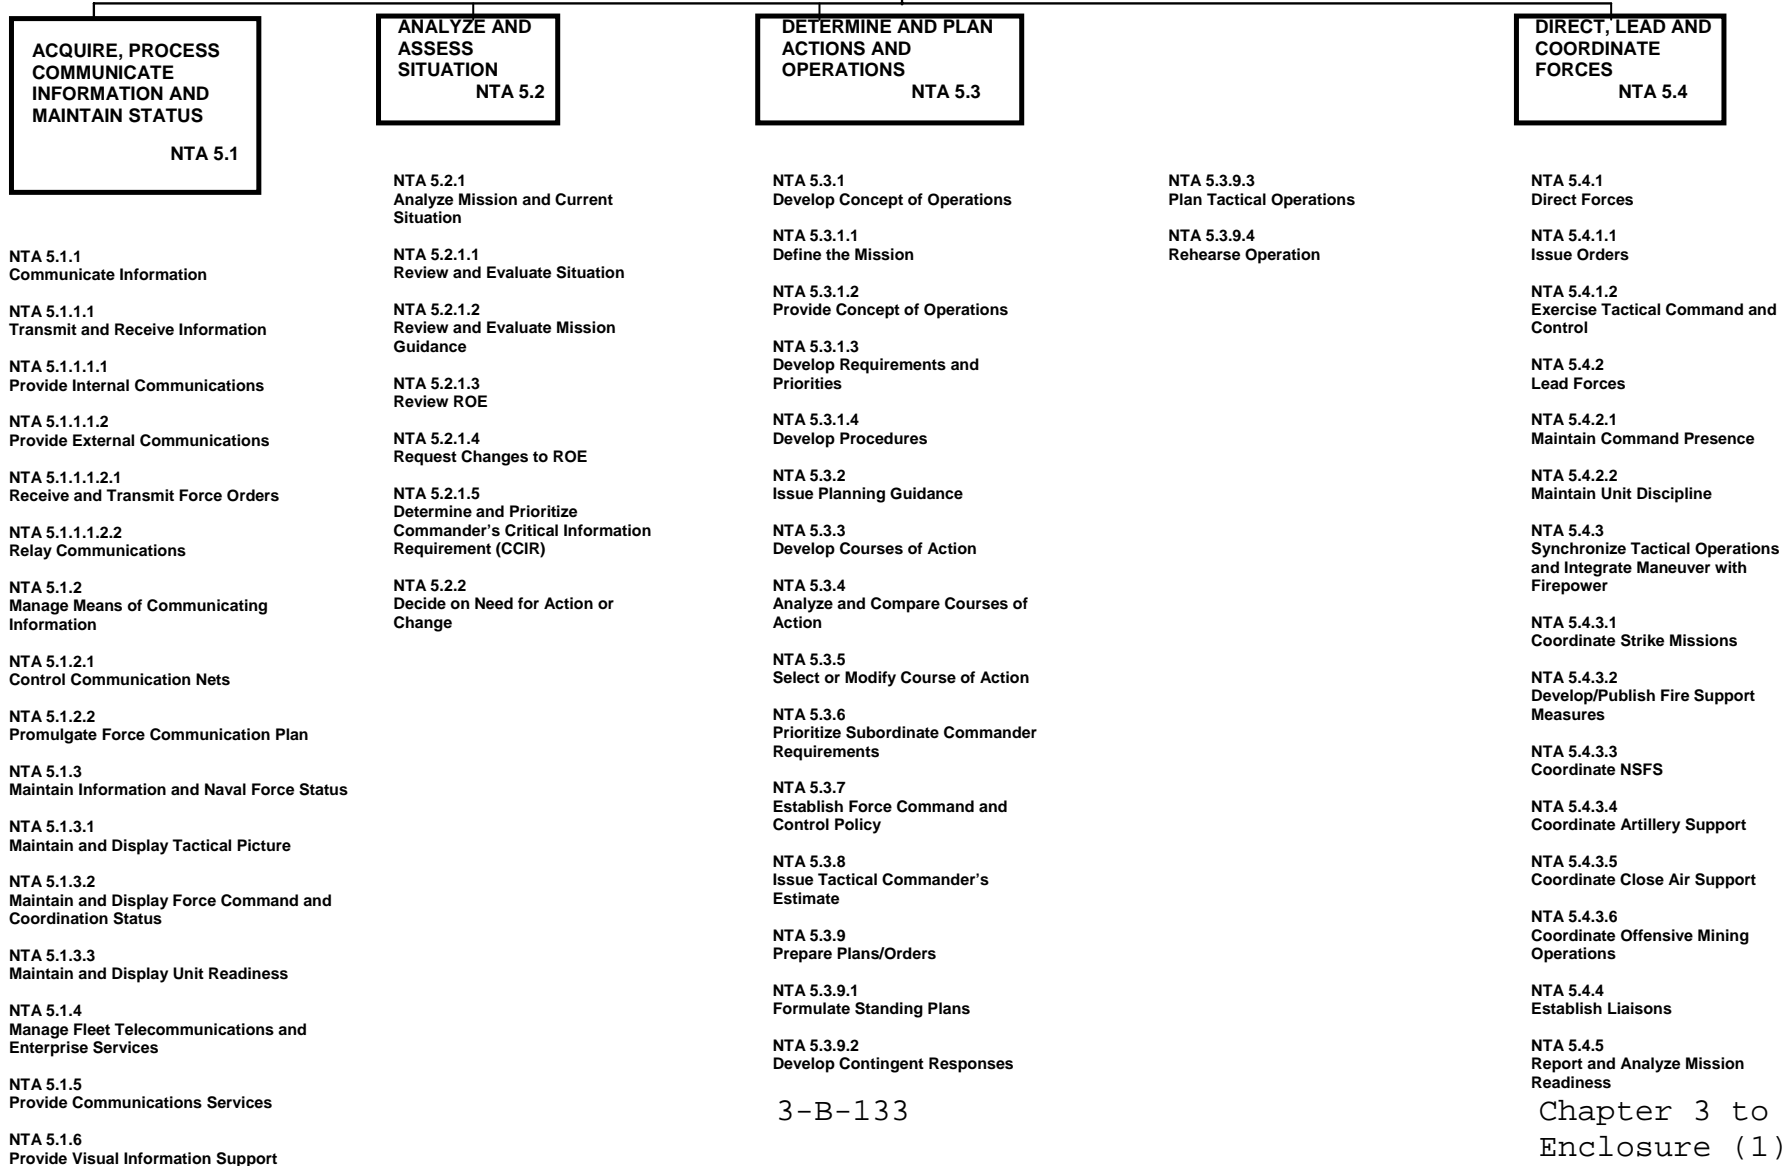 ACQUIRE, PROCESS
COMMUNICATE
INFORMATION AND
MAINTAIN STATUS
NTA 5.1
NTA 5.1.1
Communicate Information
NTA 5.1.1.1
Transmit and Receive Information
NTA 5.1.1.1.1
Provide Internal Communications
NTA 5.1.1.1.2
Provide External Communications
NTA 5.1.1.1.2.1
Receive and Transmit Force Orders
NTA 5.1.1.1.2.2
Relay Communications
NTA 5.1.2
Manage Means of Communicating
Information
NTA 5.1.2.1
Control Communication Nets
NTA 5.1.2.2
Promulgate Force Communication Plan
NTA 5.1.3
Maintain Information and Naval Force Status
NTA 5.1.3.1
Maintain and Display Tactical Picture
NTA 5.1.3.2
Maintain and Display Force Command and
Coordination Status
NTA 5.1.3.3
Maintain and Display Unit Readiness
NTA 5.1.4
Manage Fleet Telecommunications and
Enterprise Services
NTA 5.1.5
Provide Communications Services
NTA 5.1.6
Provide Visual Information Support
ANALYZE AND
ASSESS
SITUATION
NTA 5.2
NTA 5.2.1
Analyze Mission and Current
Situation
NTA 5.2.1.1
Review and Evaluate Situation
NTA 5.2.1.2
Review and Evaluate Mission
Guidance
NTA 5.2.1.3
Review ROE
NTA 5.2.1.4
Request Changes to ROE
NTA 5.2.1.5
Determine and Prioritize
Commander's Critical Information
Requirement (CCIR)
NTA 5.2.2
Decide on Need for Action or
Change
DETERMINE AND PLAN
ACTIONS AND
OPERATIONS
NTA 5.3
NTA 5.3.1
Develop Concept of Operations
NTA 5.3.1.1
Define the Mission
NTA 5.3.1.2
Provide Concept of Operations
NTA 5.3.1.3
Develop Requirements and
Priorities
NTA 5.3.1.4
Develop Procedures
NTA 5.3.2
Issue Planning Guidance
NTA 5.3.3
Develop Courses of Action
NTA 5.3.4
Analyze and Compare Courses of
Action
NTA 5.3.5
Select or Modify Course of Action
NTA 5.3.6
Prioritize Subordinate Commander
Requirements
NTA 5.3.7
Establish Force Command and
Control Policy
NTA 5.3.8
Issue Tactical Commander's
Estimate
NTA 5.3.9
Prepare Plans/Orders
NTA 5.3.9.1
Formulate Standing Plans
NTA 5.3.9.2
Develop Contingent Responses
NTA 5.3.9.3
Plan Tactical Operations
NTA 5.3.9.4
Rehearse Operation
DIRECT, LEAD AND
COORDINATE
FORCES
NTA 5.4
NTA 5.4.1
Direct Forces
NTA 5.4.1.1
Issue Orders
NTA 5.4.1.2
Exercise Tactical Command and
Control
NTA 5.4.2
Lead Forces
NTA 5.4.2.1
Maintain Command Presence
NTA 5.4.2.2
Maintain Unit Discipline
NTA 5.4.3
Synchronize Tactical Operations
and Integrate Maneuver with
Firepower
NTA 5.4.3.1
Coordinate Strike Missions
NTA 5.4.3.2
Develop/Publish Fire Support
Measures
NTA 5.4.3.3
Coordinate NSFS
NTA 5.4.3.4
Coordinate Artillery Support
NTA 5.4.3.5
Coordinate Close Air Support
NTA 5.4.3.6
Coordinate Offensive Mining
Operations
NTA 5.4.4
Establish Liaisons
NTA 5.4.5
Report and Analyze Mission
Readiness
3-B-133
Chapter 3 to
Enclosure (1)